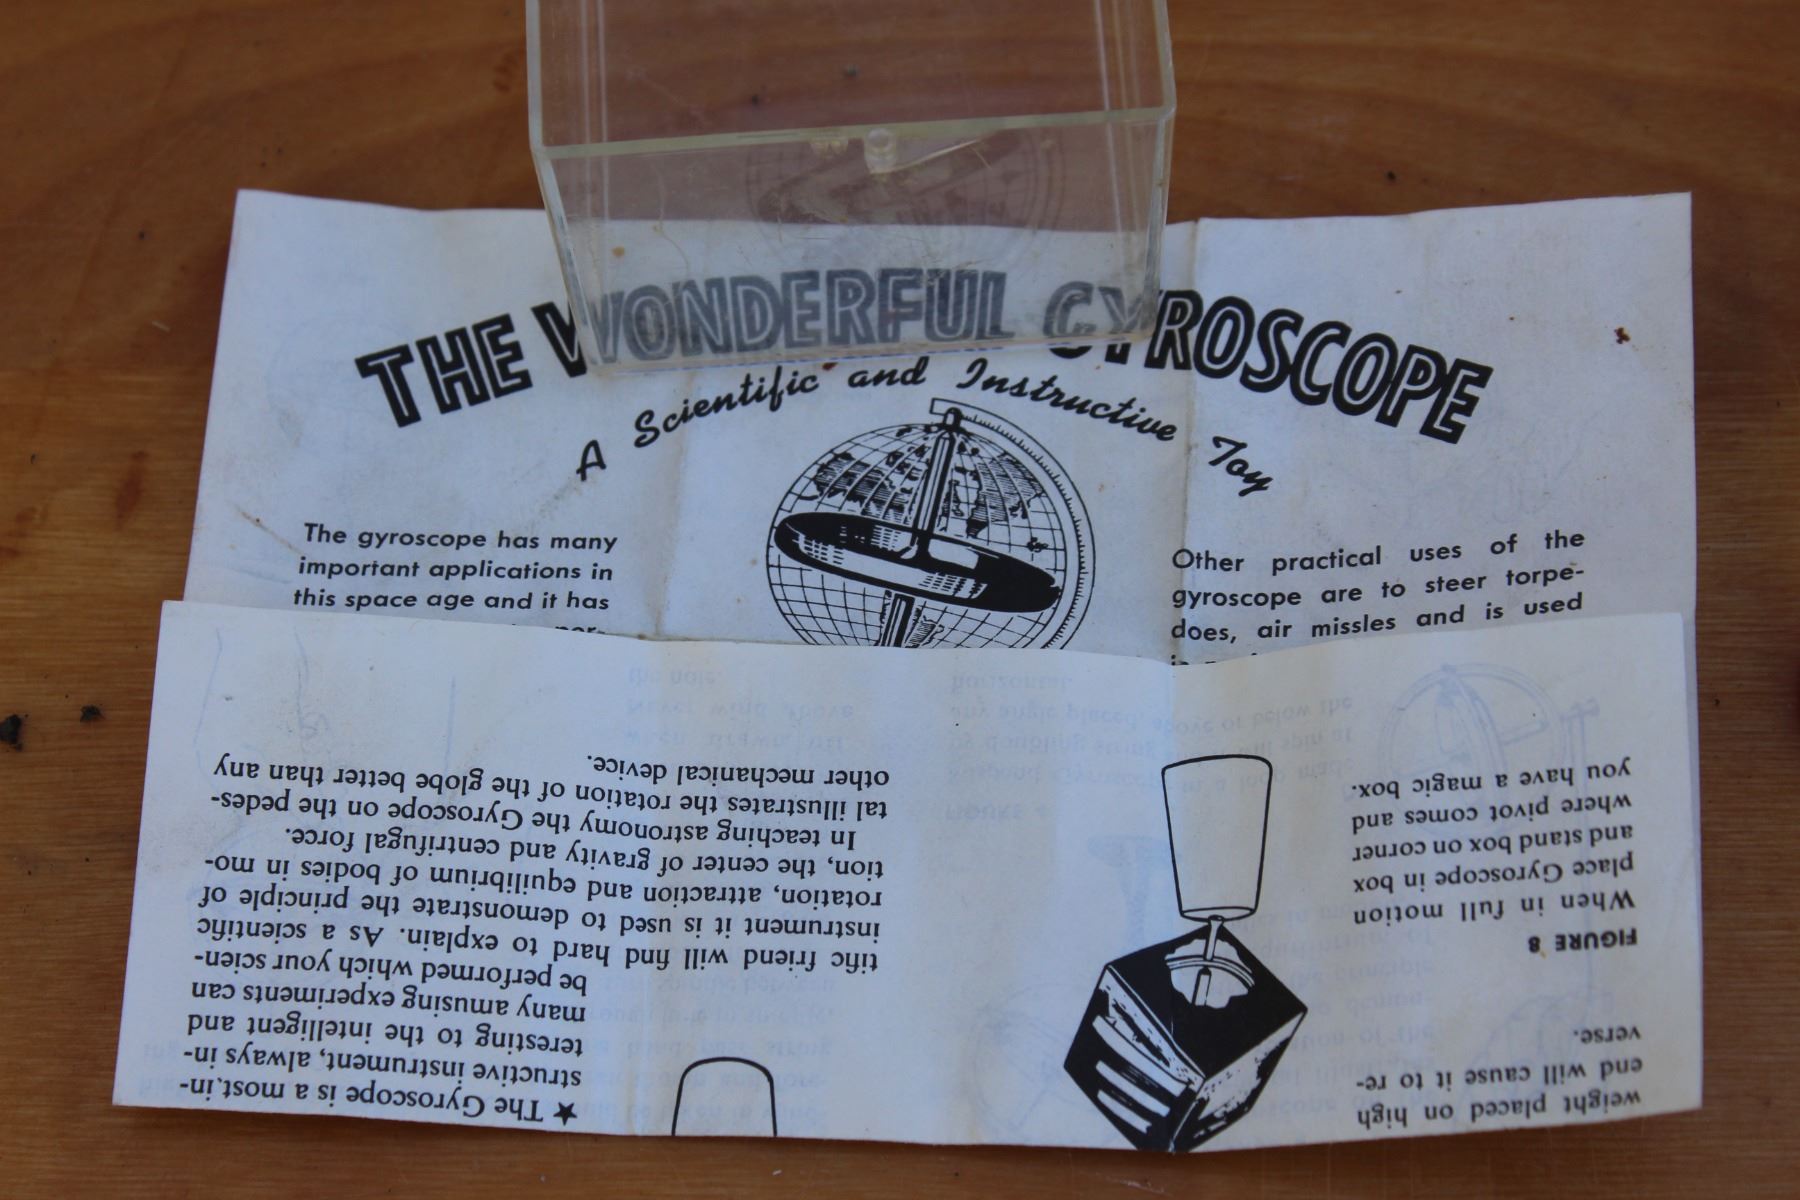 THE WONDERFUL GYROSCOPE
A Scientific and Instructive Toy
The gyroscope has many
important applications in
this space age and it has
per-
Other practical uses of the
gyroscope are to steer torpe-
does, air missles and is used
★ The Gyroscope is a most in-
structive instrument, always in-
teresting to the intelligent and
many amusing experiments can
be performed which your scien-
tific friend will find hard to explain. As a scientific
instrument it is used to demonstrate the principle of
rotation, attraction and equilibrium of bodies in mo-
tion, the center of gravity and centrifugal force.
In teaching astronomy the Gyroscope on the pedes-
tal illustrates the rotation of the globe better than any
other mechanical device.
weight placed on high
end will cause it to re-
verse.
FIGURE 8
When in full motion
place Gyroscope in box
and stand box on corner
where pivot comes and
you have a magic box.